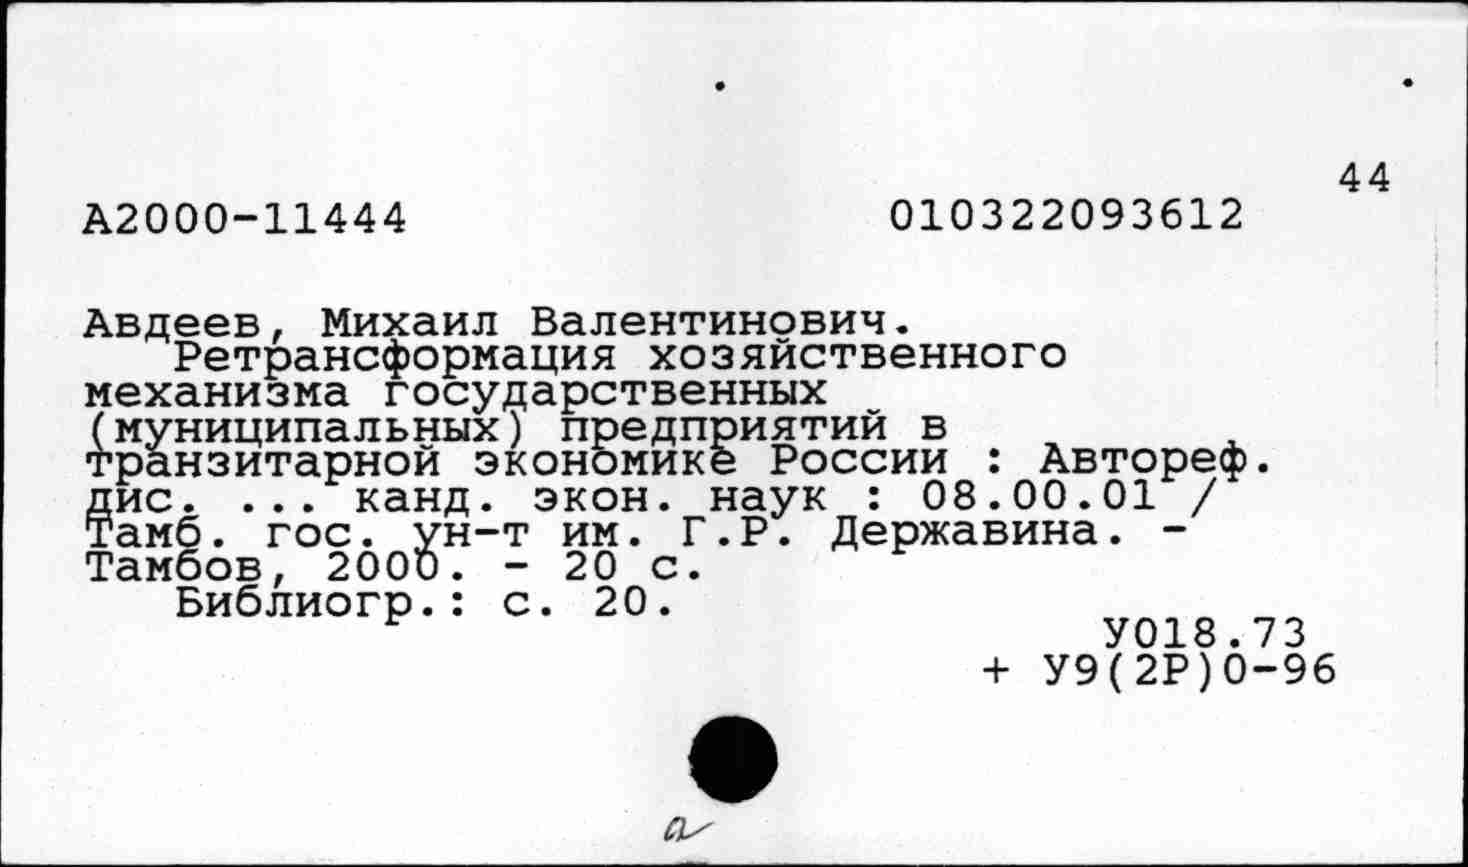 44
А2000-11444 010322093612
Авдеев, Михаил Валентинович.
Ретрансформация хозяйственного
механизма государственных
(муниципальных) предприятий в
транзитарной экономике России : Автореф.
дис. ... канд. экон. наук : 08.00.01 /
Тамб. гос. ун-т им. Г.Р. Державина. -
Тамбов, 2000. - 20 с.
Библиогр.: с. 20.
У018.73
+ У9(2Р)0-96